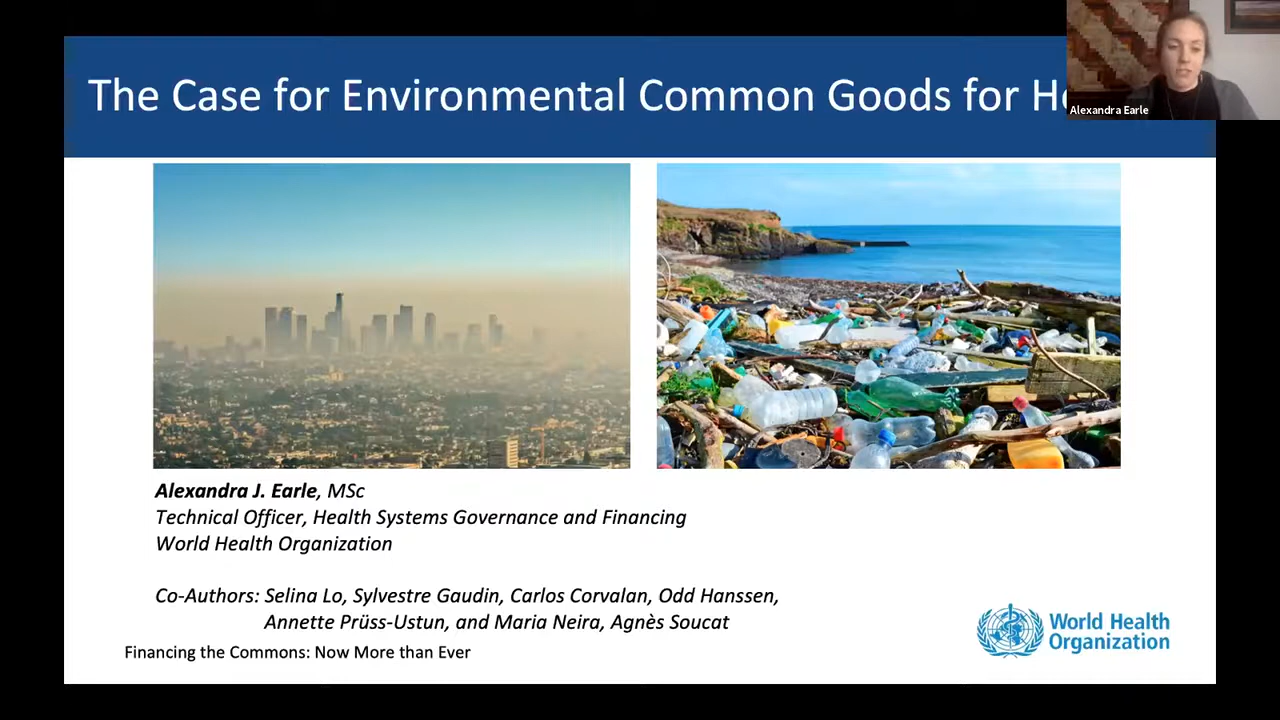 The Case for Environmental Common Goods for
Alexandra Earle
Alexandra J. Earle, MSc
Technical Officer, Health Systems Governance and Financing
World Health Organization
Co-Authors: Selina Lo, Sylvestre Gaudin, Carlos Corvalan, Odd Hanssen,
Annette Prüss-Ustun, and Maria Neira, Agnès Soucat
Financing the Commons: Now More than Ever
World Health
Organization